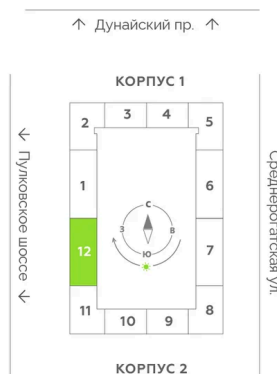 ↑ Дунайский пр. ↑
КОРПУС 1
← Пулковское шоссе ←
Среднерогатская ул.
2 3 4 5
1 6
С
З В
Ю
12 7
11 10 9 8
КОРПУС 2